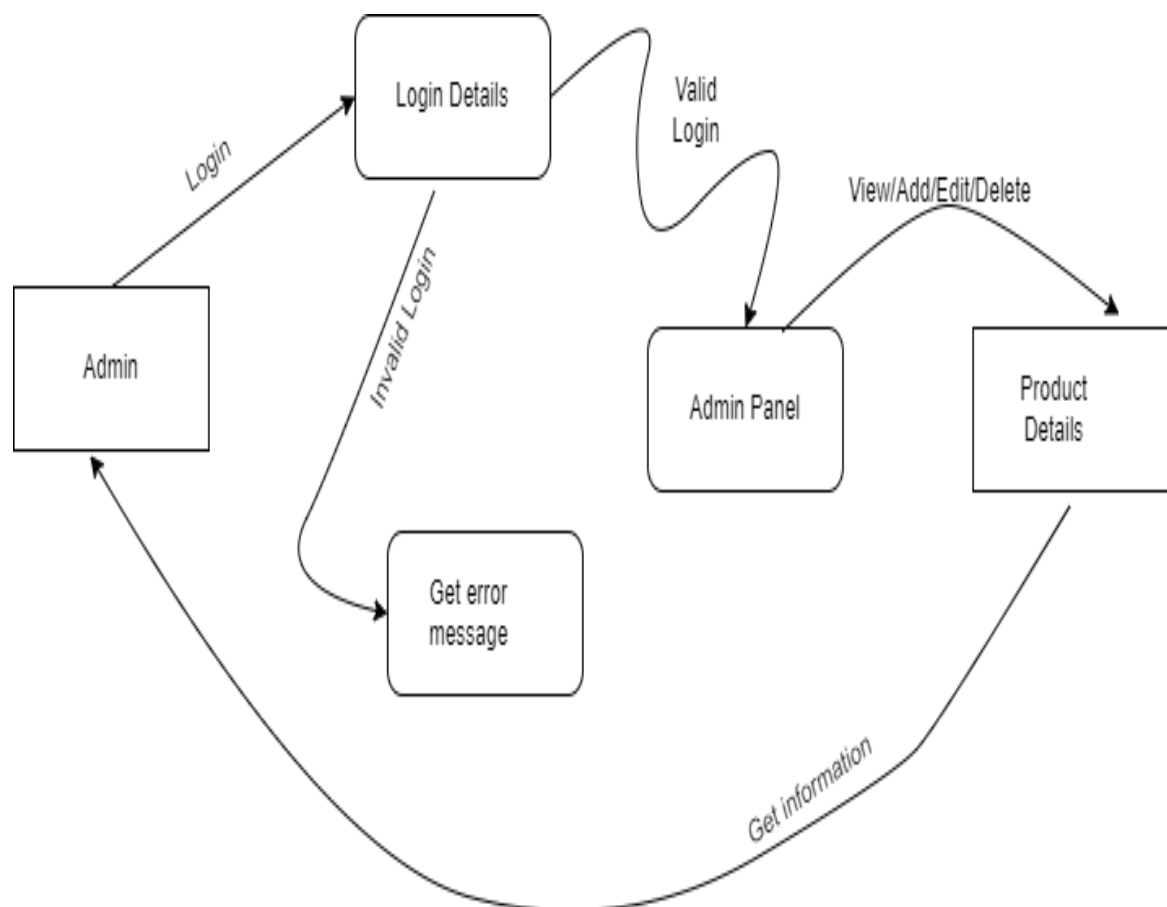 Login Details
Valid
Login
Login
View/Add/Edit/Delete
Invalid Login
Admin
Admin Panel
Product
Details
Get error
message
Get information